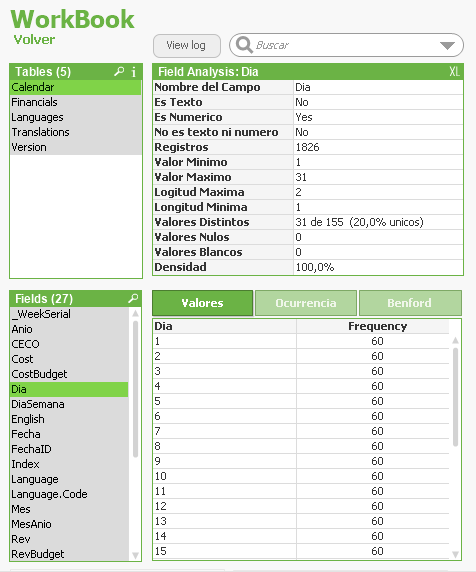 WorkBook
Volver
View log
Buscar
Tables (5)
i
Calendar
Financials
Languages
Translations
Version
Field Analysis: Dia
XL
Nombre del Campo Dia
Es Texto No
Es Numerico Yes
No es texto ni numero No
Registros 1826
Valor Minimo 1
Valor Maximo 31
Logitud Maxima 2
Longitud Minima 1
Valores Distintos 31 de 155 (20,0% unicos)
Valores Nulos 0
Valores Blancos 0
Densidad 100,0%
Fields (27)
_WeekSerial
Anio
CECO
Cost
CostBudget
Dia
DiaSemana
English
Fecha
FechaID
Index
Language
Language.Code
Mes
MesAnio
Rev
RevBudget
Valores
Ocurrencia
Benford
Dia Frequency
1 60
2 60
3 60
4 60
5 60
6 60
7 60
8 60
9 60
10 60
11 60
12 60
13 60
14 60
15 60